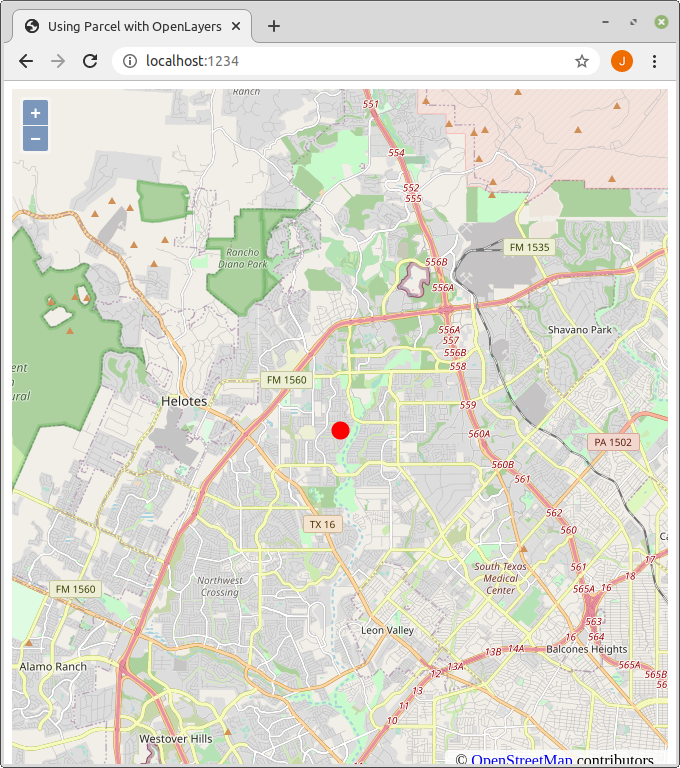 Using Parcel with OpenLayers
localhost:1234
J
+
−
Ranch
551
554
552
555
Rancho
Diana Park
FM 1535
556B
556A
556A
557
556B
558
Shavano Park
ent
n
ural
FM 1560
Helotes
559
560A
PA 1502
560B
561
562
560
TX 16
Ca
561
17
18
565A
16
South Texas
Medical
Center
Northwest
Crossing
FM 1560
563
Leon Valley
16
564
Balcones Heights
14A
13B
13A
12
565B
56
Alamo Ranch
13
11
10
Westover Hills
© OpenStreetMap contributors.